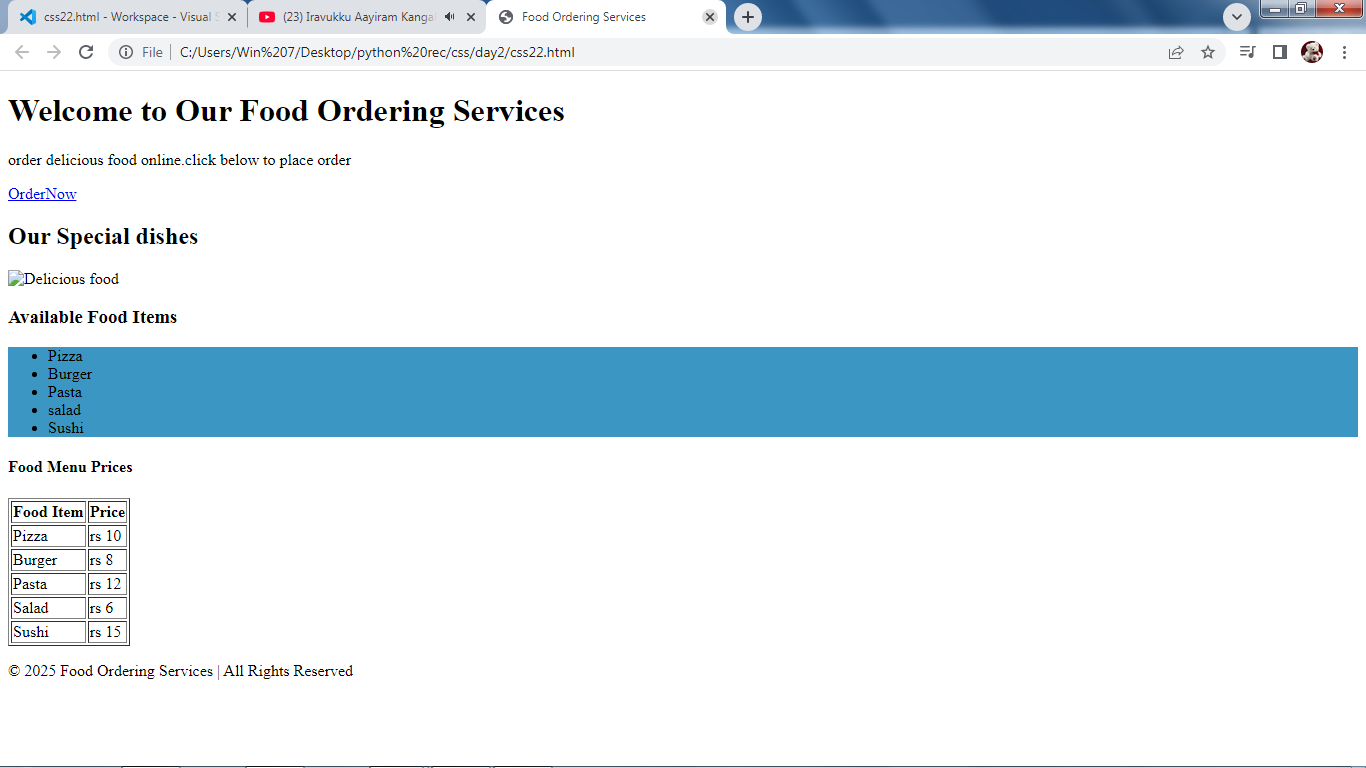 css22.html - Workspace - Visual S
(23) Iravukku Aayiram Kangal
Food Ordering Services
File
C:/Users/Win%207/Desktop/python%20rec/css/day2/css22.html
Welcome to Our Food Ordering Services
order delicious food online.click below to place order
OrderNow
Our Special dishes
Delicious food
Available Food Items
• Pizza
• Burger
• Pasta
• salad
• Sushi
Food Menu Prices
Food Item Price
Pizza rs 10
Burger rs 8
Pasta rs 12
Salad rs 6
Sushi rs 15
© 2025 Food Ordering Services | All Rights Reserved